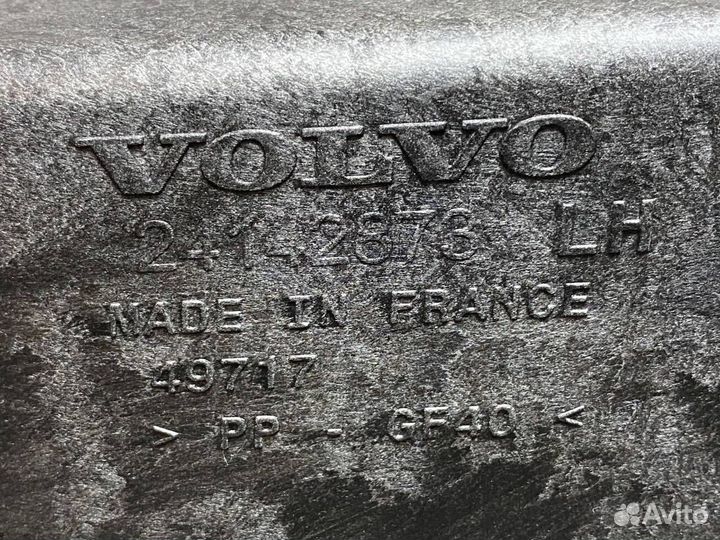 VOLVO
LH
MADE IN FRANCE
49717
> PP - GF40 <
Avito